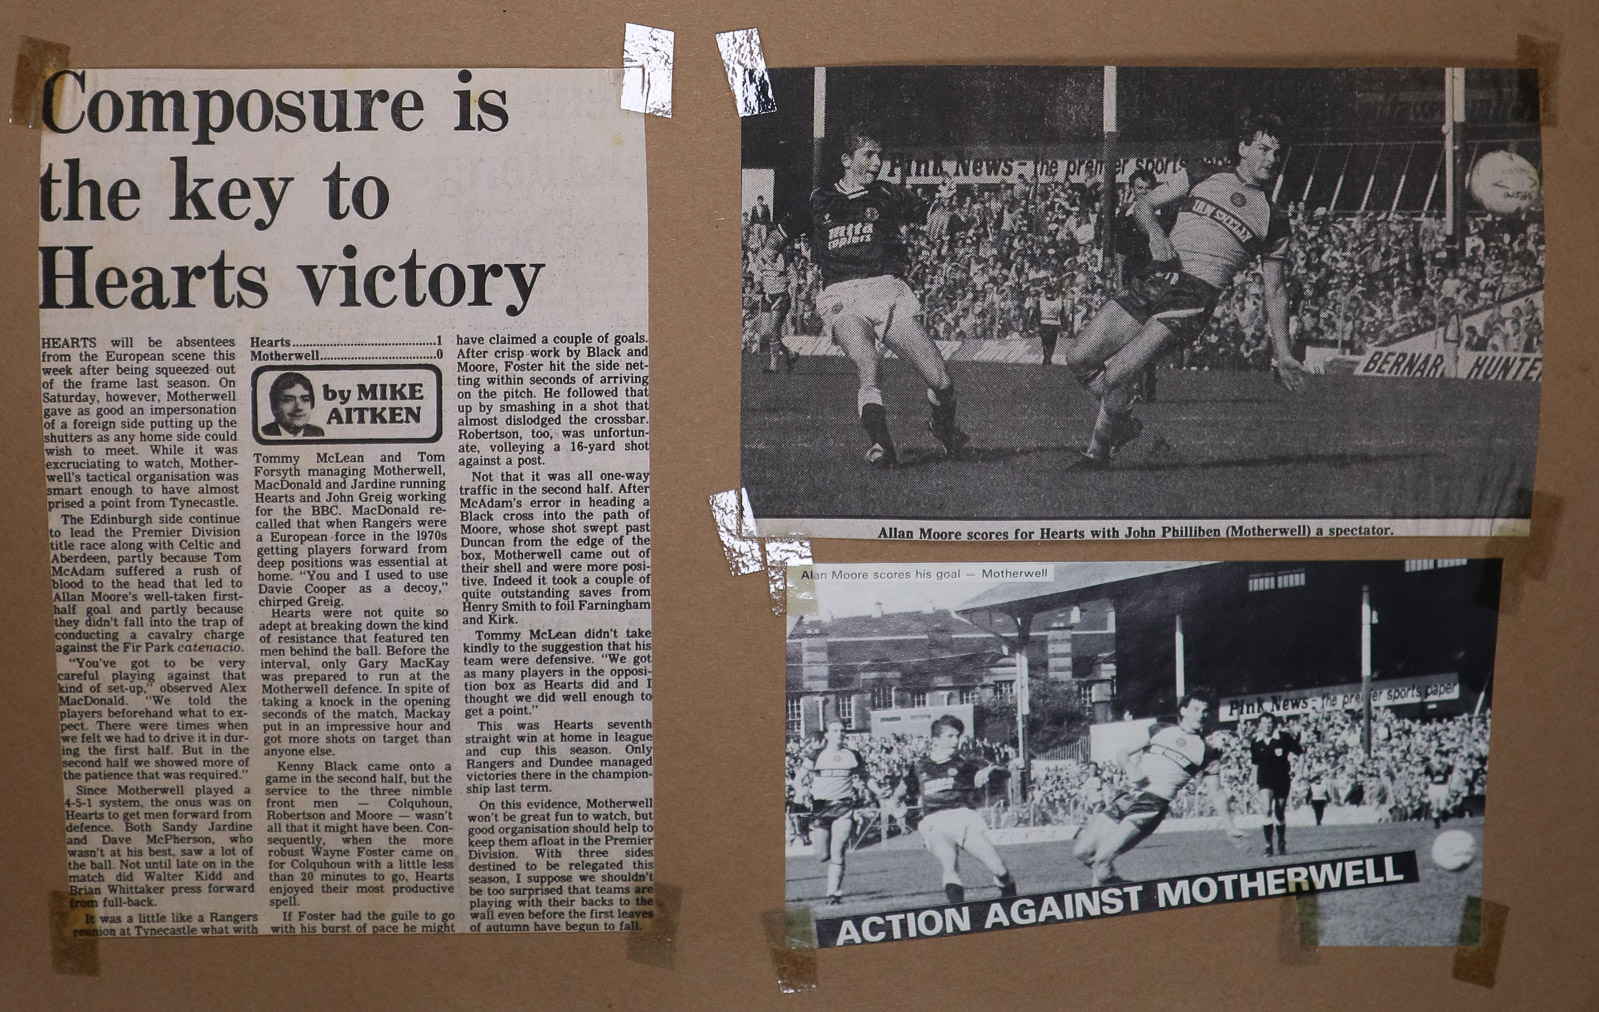 Composure is
the key to
Hearts victory
HEARTS will be absentees
from the European scene this
week after being squeezed out
of the frame last season. On
Saturday, however, Motherwell
gave as good an impersonation
of a foreign side putting up the
shutters as any home side could
wish to meet. While it was
excruciating to watch, Mother-
well's tactical organisation was
smart enough to have almost
prised a point from Tynecastle.
The Edinburgh side continue
to lead the Premier Division
title race along with Celtic and
Aberdeen, partly because Tom
McAdam suffered a rush of
blood to the head that led to
Allan Moore's well-taken first-
half goal and partly because
they didn't fall into the trap of
conducting a cavalry charge
against the Fir Park catenacio.
"You've got to be very
careful playing against that
kind of set-up," observed Alex
MacDonald. "We told the
players beforehand what to ex-
pect. There were times when
we felt we had to drive it in dur-
ing the first half. But in the
second half we showed more of
the patience that was required."
Since Motherwell played a
4-5-1 system, the onus was on
Hearts to get men forward from
defence. Both Sandy Jardine
and Dave McPherson, who
wasn't at his best, saw a lot of
the ball. Not until late on in the
match did Walter Kidd and
Brian Whittaker press forward
from full-back.
It was a little like a Rangers
reunion at Tynecastle what with
Hearts..............................1
Motherwell........................0
by MIKE
AITKEN
Tommy McLean and Tom
Forsyth managing Motherwell,
MacDonald and Jardine running
Hearts and John Greig working
for the BBC. MacDonald re-
called that when Rangers were
a European force in the 1970s
getting players forward from
deep positions was essential at
home. "You and I used to use
Davie Cooper as a decoy,"
chirped Greig.
Hearts were not quite so
adept at breaking down the kind
of resistance that featured ten
men behind the ball. Before the
interval, only Gary MacKay
was prepared to run at the
Motherwell defence. In spite of
taking a knock in the opening
seconds of the match, Mackay
put in an impressive hour and
got more shots on target than
anyone else.
Kenny Black came onto a
game in the second half, but the
service to the three nimble
front men — Colquhoun,
Robertson and Moore — wasn't
all that it might have been. Con-
sequently, when the more
robust Wayne Foster came on
for Colquhoun with a little less
than 20 minutes to go, Hearts
enjoyed their most productive
spell.
If Foster had the guile to go
with his burst of pace he might
have claimed a couple of goals.
After crisp work by Black and
Moore, Foster hit the side net-
ting within seconds of arriving
on the pitch. He followed that
up by smashing in a shot that
almost dislodged the crossbar.
Robertson, too, was unfortun-
ate, volleying a 16-yard shot
against a post.
Not that it was all one-way
traffic in the second half. After
McAdam's error in heading a
Black cross into the path of
Moore, whose shot swept past
Duncan from the edge of the
box, Motherwell came out of
their shell and were more posi-
tive. Indeed it took a couple of
quite outstanding saves from
Henry Smith to foil Farningham
and Kirk.
Tommy McLean didn't take
kindly to the suggestion that his
team were defensive. "We got
as many players in the opposi-
tion box as Hearts did and I
thought we did well enough to
get a point."
This was Hearts seventh
straight win at home in league
and cup this season. Only
Rangers and Dundee managed
victories there in the champion-
ship last term.
On this evidence, Motherwell
won't be great fun to watch, but
good organisation should help to
keep them afloat in the Premier
Division. With three sides
destined to be relegated this
season, I suppose we shouldn't
be too surprised that teams are
playing with their backs to the
wall even before the first leaves
of autumn have begun to fall.
Pink News - the premier sports paper
mita
copiers
BERNAR HUNTE
Allan Moore scores for Hearts with John Philliben (Motherwell) a spectator.
Alan Moore scores his goal — Motherwell
Pink News - the premier sports paper
ACTION AGAINST MOTHERWELL